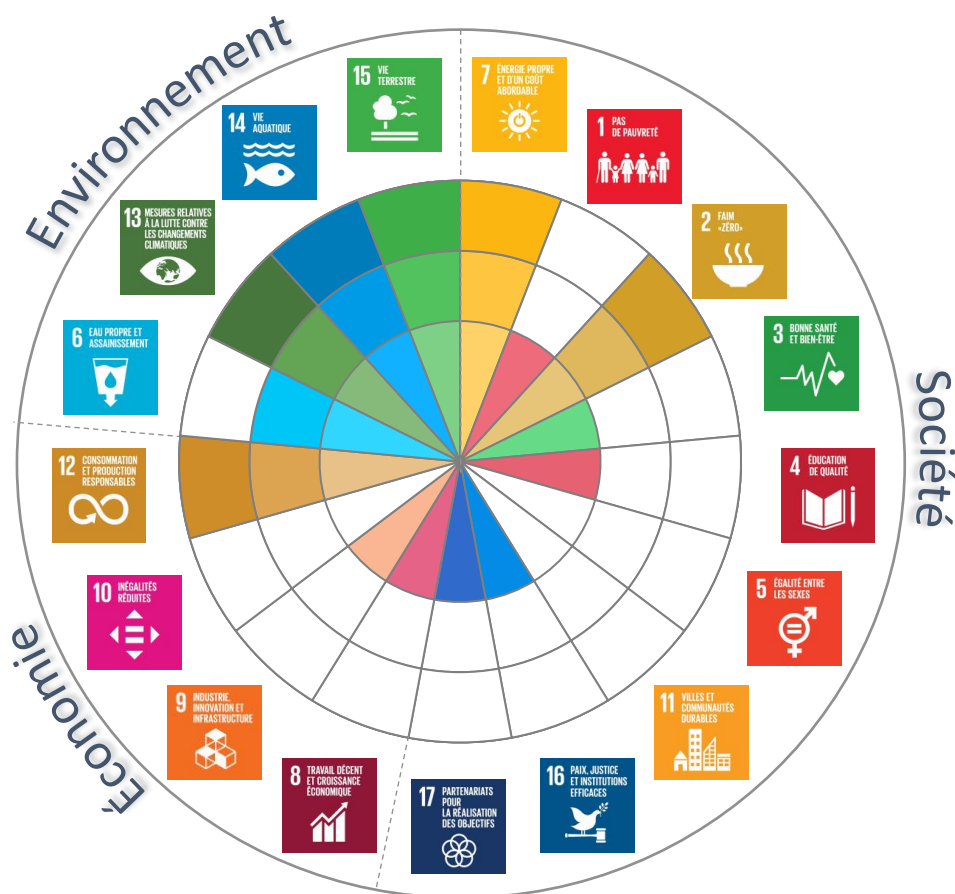 Environnement
Société
Économie
15 VIE
TERRESTRE
7 ÉNERGIE PROPRE
ET D'UN COÛT
ABORDABLE
1 PAS
DE PAUVRETÉ
2 FAIM
«ZÉRO»
3 BONNE SANTÉ
ET BIEN-ÊTRE
4 ÉDUCATION
DE QUALITÉ
5 ÉGALITÉ ENTRE
LES SEXES
11 VILLES ET
COMMUNAUTÉS
DURABLES
16 PAIX, JUSTICE
ET INSTITUTIONS
EFFICACES
17 PARTENARIATS
POUR
LA RÉALISATION
DES OBJECTIFS
8 TRAVAIL DÉCENT
ET CROISSANCE
ÉCONOMIQUE
9 INDUSTRIE,
INNOVATION ET
INFRASTRUCTURE
10 INÉGALITÉS
RÉDUITES
12 CONSOMMATION
ET PRODUCTION
RESPONSABLES
6 EAU PROPRE ET
ASSAINISSEMENT
13 MESURES RELATIVES
À LA LUTTE CONTRE
LES CHANGEMENTS
CLIMATIQUES
14 VIE
AQUATIQUE